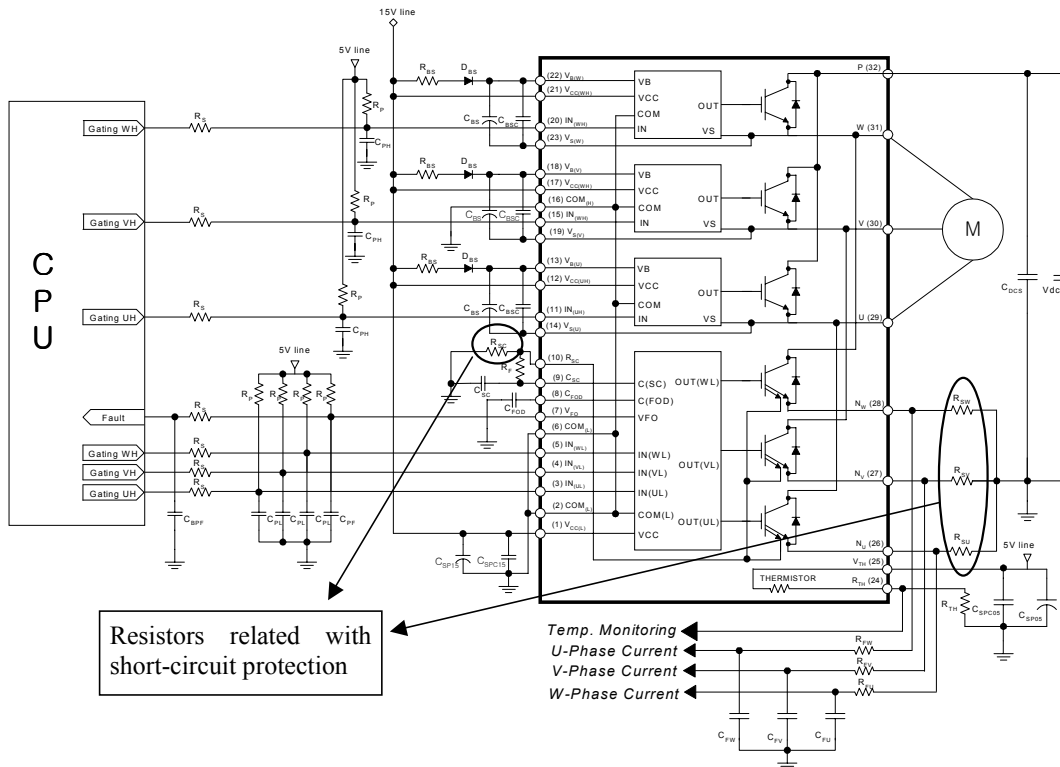 15V line
5V line
P (32)
RBS
DBS
(22) VB(W)
VB
(21) VCC(WH)
VCC
OUT
RP
COM
CBS
CBSC
Gating WH
RS
(20) IN(WH)
IN
VS
W (31)
(23) VS(W)
CPH
RBS
DBS
(18) VB(V)
VB
(17) VCC(WH)
VCC
OUT
(16) COM(H)
COM
RP
CBS
CBSC
Gating VH
RS
(15) IN(WH)
IN
VS
V (30)
M
(19) VS(V)
CPH
CPU
RBS
DBS
(13) VB(U)
VB
(12) VCC(UH)
VCC
OUT
CDCS
Vdc
RP
COM
CBS
CBSC
Gating UH
RS
(11) IN(UH)
IN
VS
U (29)
(14) VS(U)
CPH
RSC
5V line
RF
(10) RSC
(9) CSC
C(SC)
OUT(WL)
CSC
(8) CFOD
C(FOD)
RP
RP
RP
RP
CFOD
NW (28)
RSW
Fault
RS
(7) VFO
VFO
(6) COM(L)
Gating WH
RS
(5) IN(WL)
IN(WL)
Gating VH
RS
(4) IN(VL)
IN(VL)
OUT(VL)
NV (27)
RSV
Gating UH
RS
(3) IN(UL)
IN(UL)
(2) COM(L)
COM(L)
OUT(UL)
CBPF
CPL
CPL
CPL
CPF
(1) VCC(L)
VCC
NU (26)
RSU
5V line
VTH (25)
CSP15
CSPC15
THERMISTOR
RTH (24)
RTH
CSPC05
CSP05
Resistors related with
short-circuit protection
Temp. Monitoring
U-Phase Current
RFW
V-Phase Current
RFV
W-Phase Current
RFU
CFW
CFV
CFU